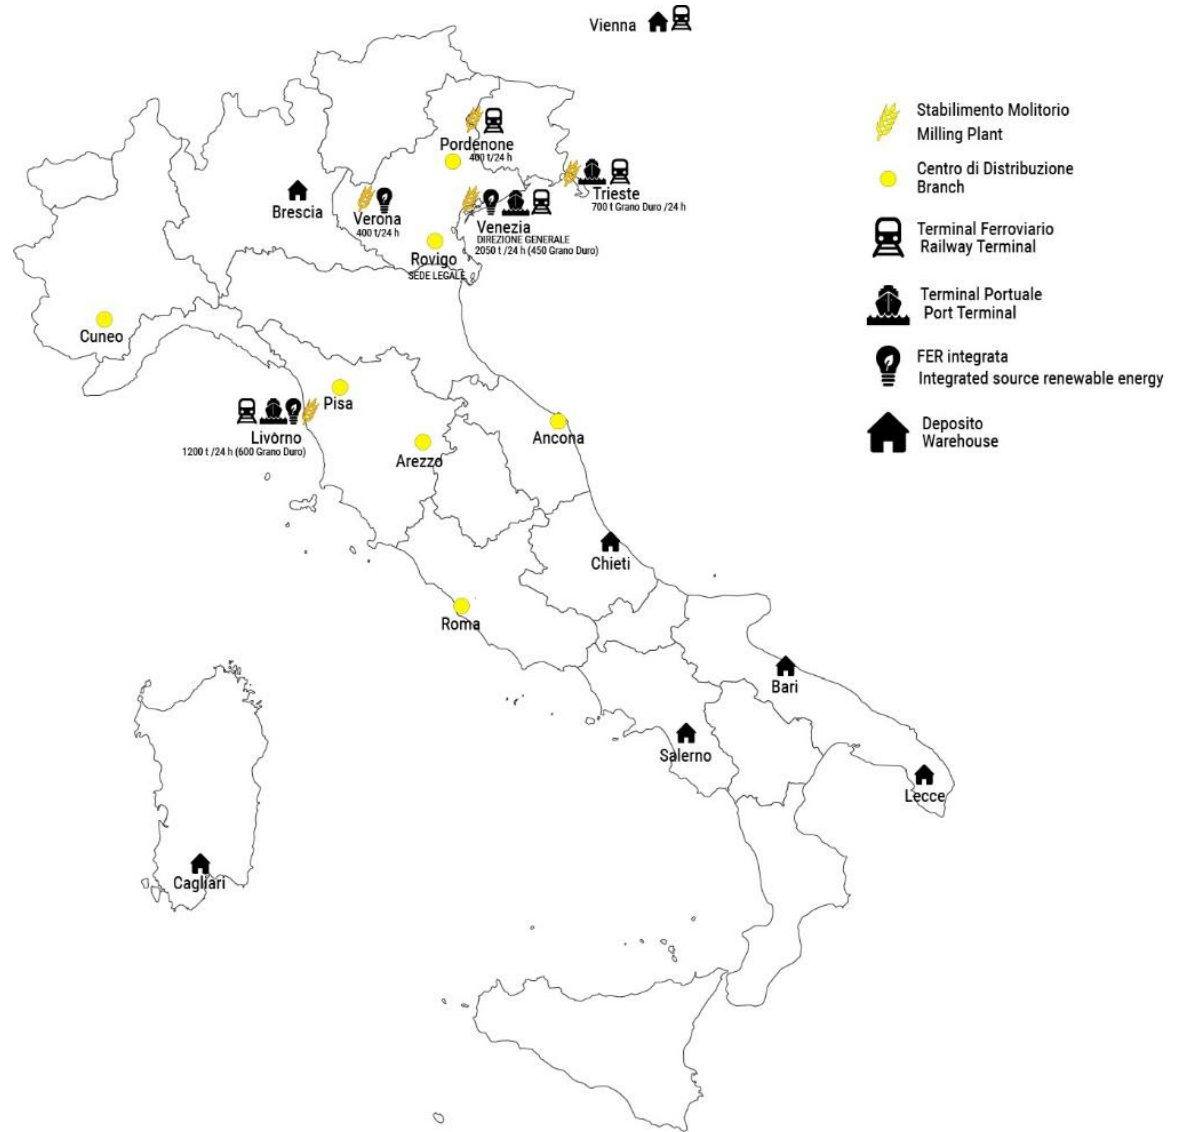 Vienna
Pordenone
400 t/24 h
Trieste
700 t Grano Duro /24 h
Brescia
Verona
400 t/24 h
Venezia
DIREZIONE GENERALE
2050 t /24 h (450 Grano Duro)
Rovigo
SEDE LEGALE
Cuneo
Pisa
Livorno
1200 t /24 h (600 Grano Duro)
Arezzo
Ancona
Chieti
Roma
Bari
Salerno
Lecce
Cagliari
Stabilimento Molitorio
Milling Plant
Centro di Distribuzione
Branch
Terminal Ferroviario
Railway Terminal
Terminal Portuale
Port Terminal
FER integrata
Integrated source renewable energy
Deposito
Warehouse